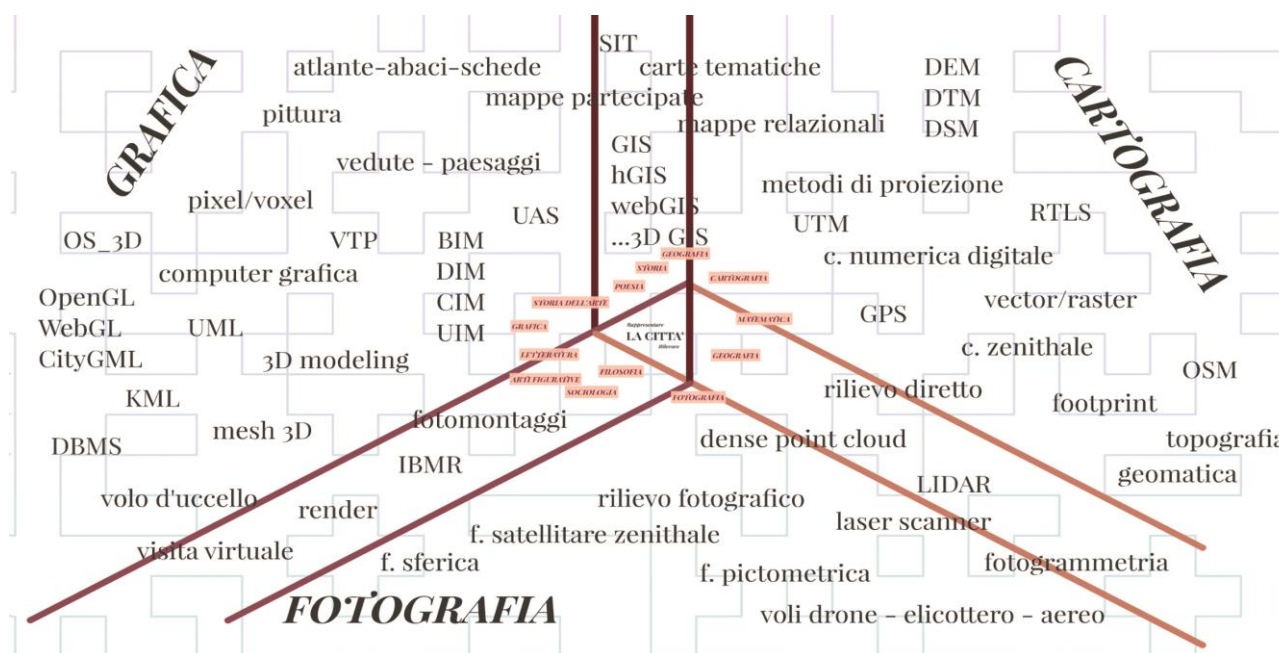 GRAFICA
atlante-abaci-schede
pittura
vedute - paesaggi
pixel/voxel
OS_3D
VTP
computer grafica
OpenGL
WebGL
CityGML
UML
3D modeling
KML
mesh 3D
DBMS
BIM
DIM
CIM
UIM
UAS
SIT
carte tematiche
mappe partecipate
mappe relazionali
GIS
hGIS
webGIS
...3D GIS
DEM
DTM
DSM
CARTOGRAFIA
metodi di proiezione
UTM
RTLS
c. numerica digitale
vector/raster
GPS
c. zenithale
OSM
rilievo diretto
footprint
topografia
geomatica
GEOGRAFIA
STORIA
CARTOGRAFIA
POESIA
STORIA DELL'ARTE
MATEMATICA
GRAFICA
Rappresentare
LA CITTA'
Rilevare
LETTERATURA
GEOGRAFIA
FILOSOFIA
ARTI FIGURATIVE
SOCIOLOGIA
FOTOGRAFIA
fotomontaggi
IBMR
dense point cloud
LIDAR
volo d'uccello
render
rilievo fotografico
laser scanner
visita virtuale
f. satellitare zenithale
f. sferica
f. pictometrica
fotogrammetria
FOTOGRAFIA
voli drone - elicottero - aereo